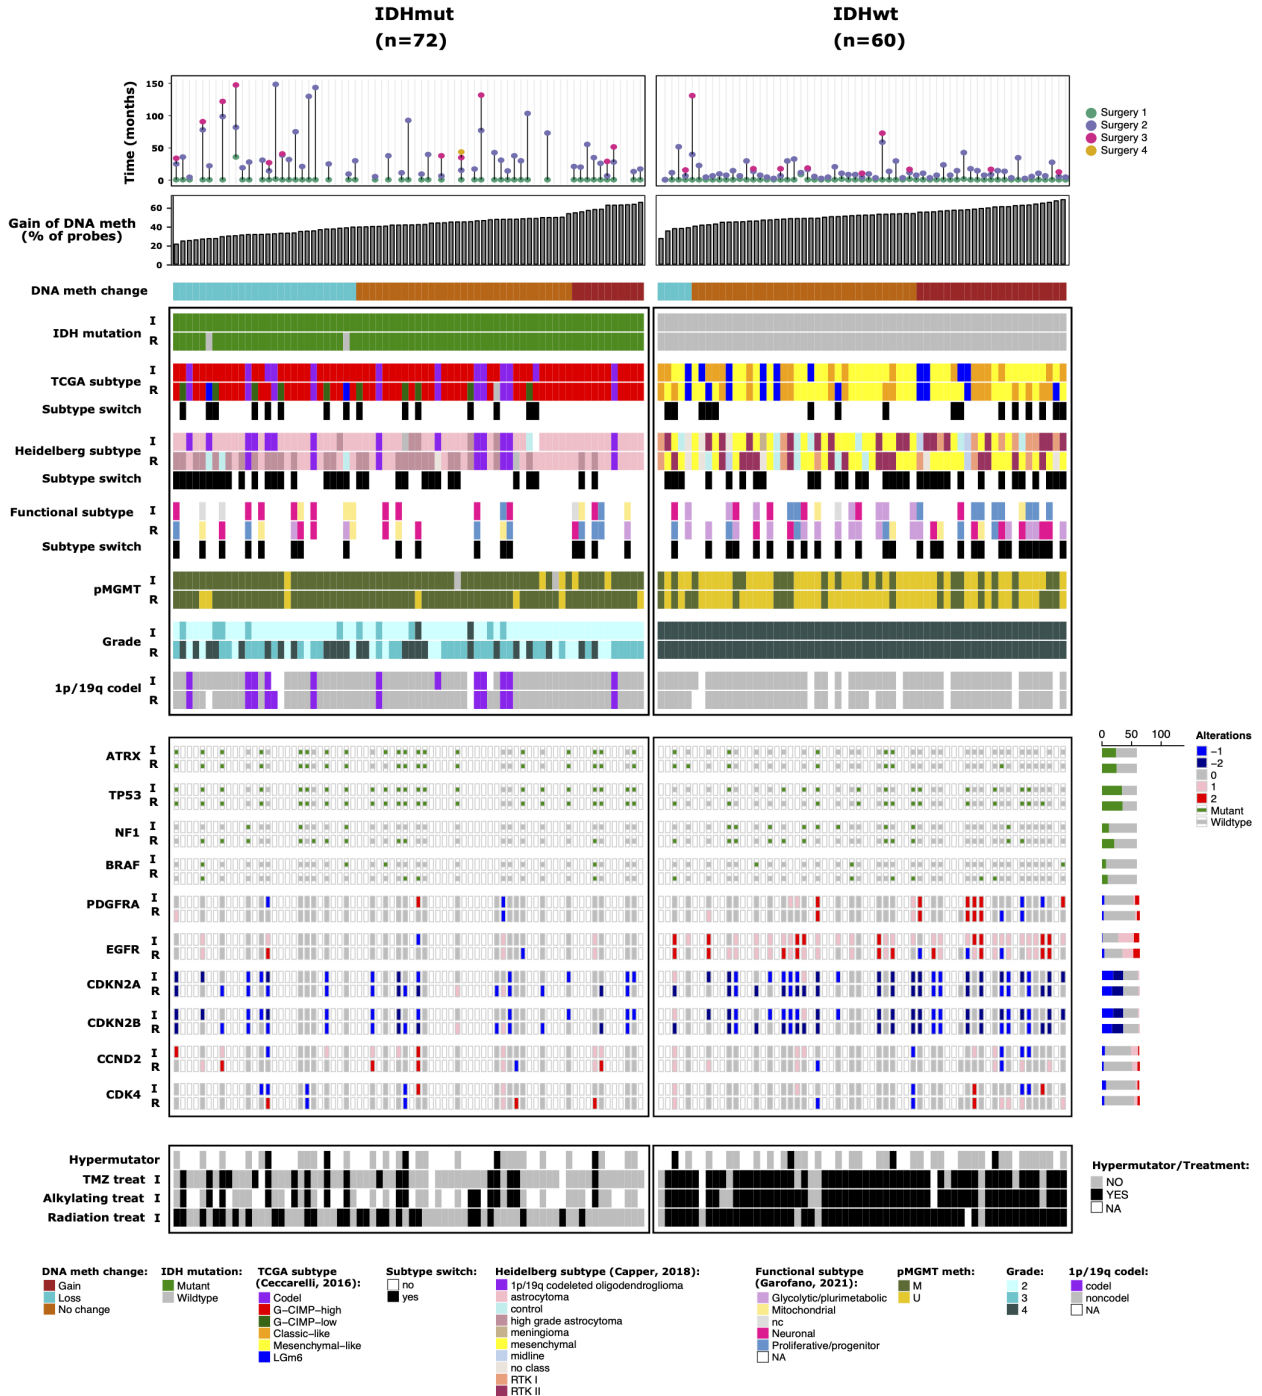 IDHmut
(n=72)
IDHwt
(n=60)
Time (months)
150
100
50
0
Surgery 1
Surgery 2
Surgery 3
Surgery 4
Gain of DNA meth
(% of probes)
60
40
20
0
DNA meth change
IDH mutation
I
R
TCGA subtype
I
R
Subtype switch
Heidelberg subtype
I
R
Subtype switch
Functional subtype
I
R
Subtype switch
pMGMT
I
R
Grade
I
R
1p/19q codel
I
R
ATRX
I
R
TP53
I
R
NF1
I
R
BRAF
I
R
PDGFRA
I
R
EGFR
I
R
CDKN2A
I
R
CDKN2B
I
R
CCND2
I
R
CDK4
I
R
0 50 100
Alterations
-1
-2
0
1
2
Mutant
Wildtype
Hypermutator
TMZ treat I
Alkylating treat I
Radiation treat I
Hypermutator/Treatment:
NO
YES
NA
DNA meth change:
Gain
Loss
No change
IDH mutation:
Mutant
Wildtype
TCGA subtype
(Ceccarelli, 2016):
Codel
G-CIMP-high
G-CIMP-low
Classic-like
Mesenchymal-like
LGm6
Subtype switch:
no
yes
Heidelberg subtype (Capper, 2018):
1p/19q codeleted oligodendroglioma
astrocytoma
control
high grade astrocytoma
meningioma
mesenchymal
midline
no class
RTK I
RTK II
Functional subtype
(Garofano, 2021):
Glycolytic/plurimetabolic
Mitochondrial
nc
Neuronal
Proliferative/progenitor
NA
pMGMT meth:
M
U
Grade:
2
3
4
1p/19q codel:
codel
noncodel
NA